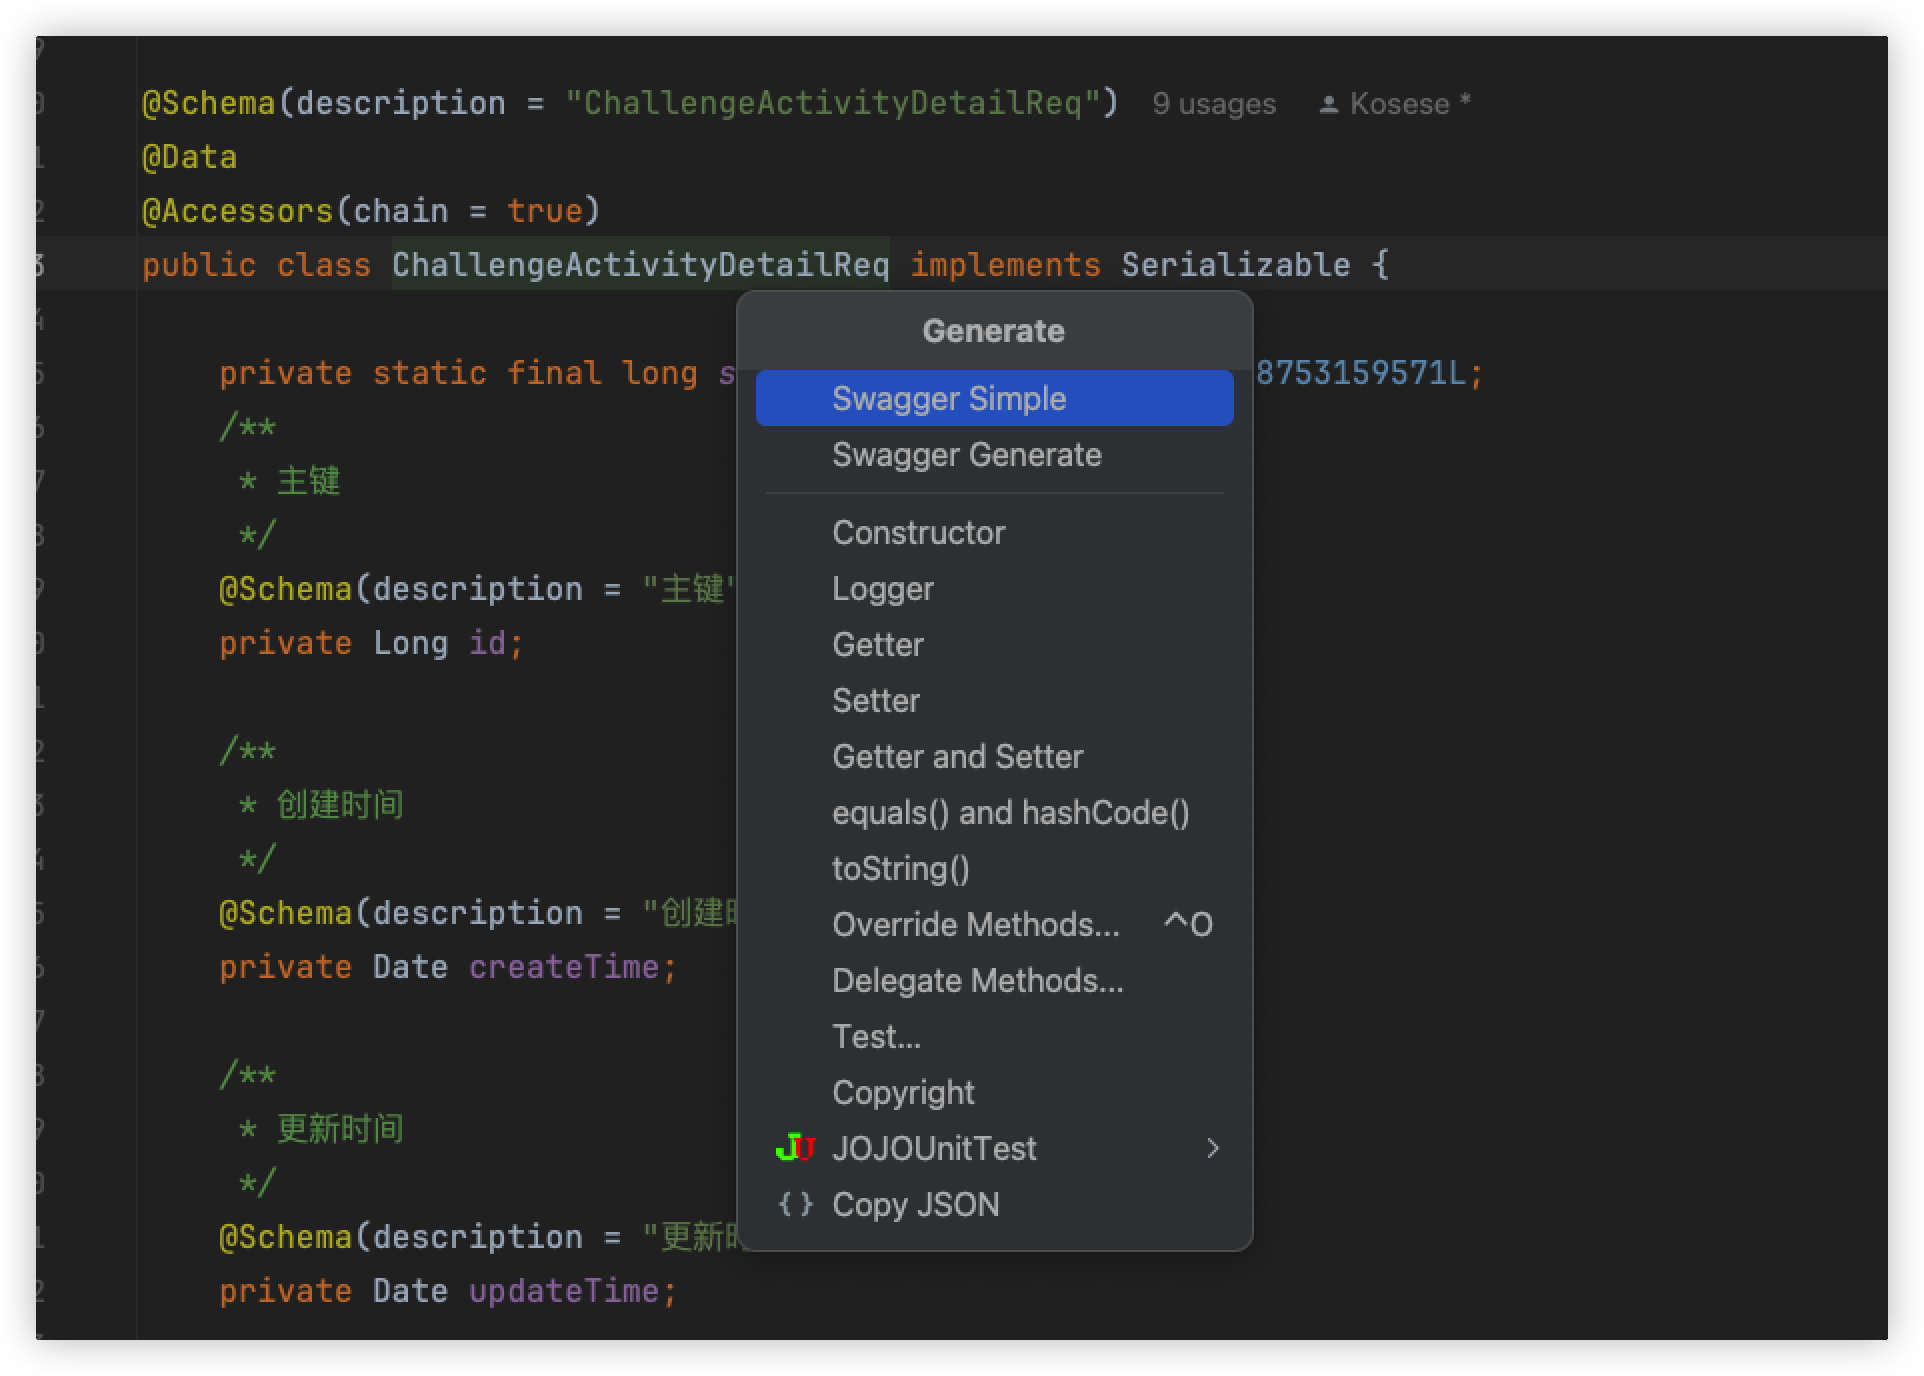 @Schema(description = "ChallengeActivityDetailReq") 9 usages Kosese *
@Data
@Accessors(chain = true)
public class ChallengeActivityDetailReq implements Serializable {
Generate
private static final long s 8753159571L;
Swagger Simple
/**
Swagger Generate
* 主键
*/
Constructor
@Schema(description = "主键"
Logger
private Long id;
Getter
Setter
/**
Getter and Setter
* 创建时间
equals() and hashCode()
*/
toString()
@Schema(description = "创建
Override Methods... ^O
private Date createTime;
Delegate Methods...
Test...
/**
Copyright
* 更新时间
JU JOJOUnitTest >
*/
{} Copy JSON
@Schema(description = "更新
private Date updateTime;